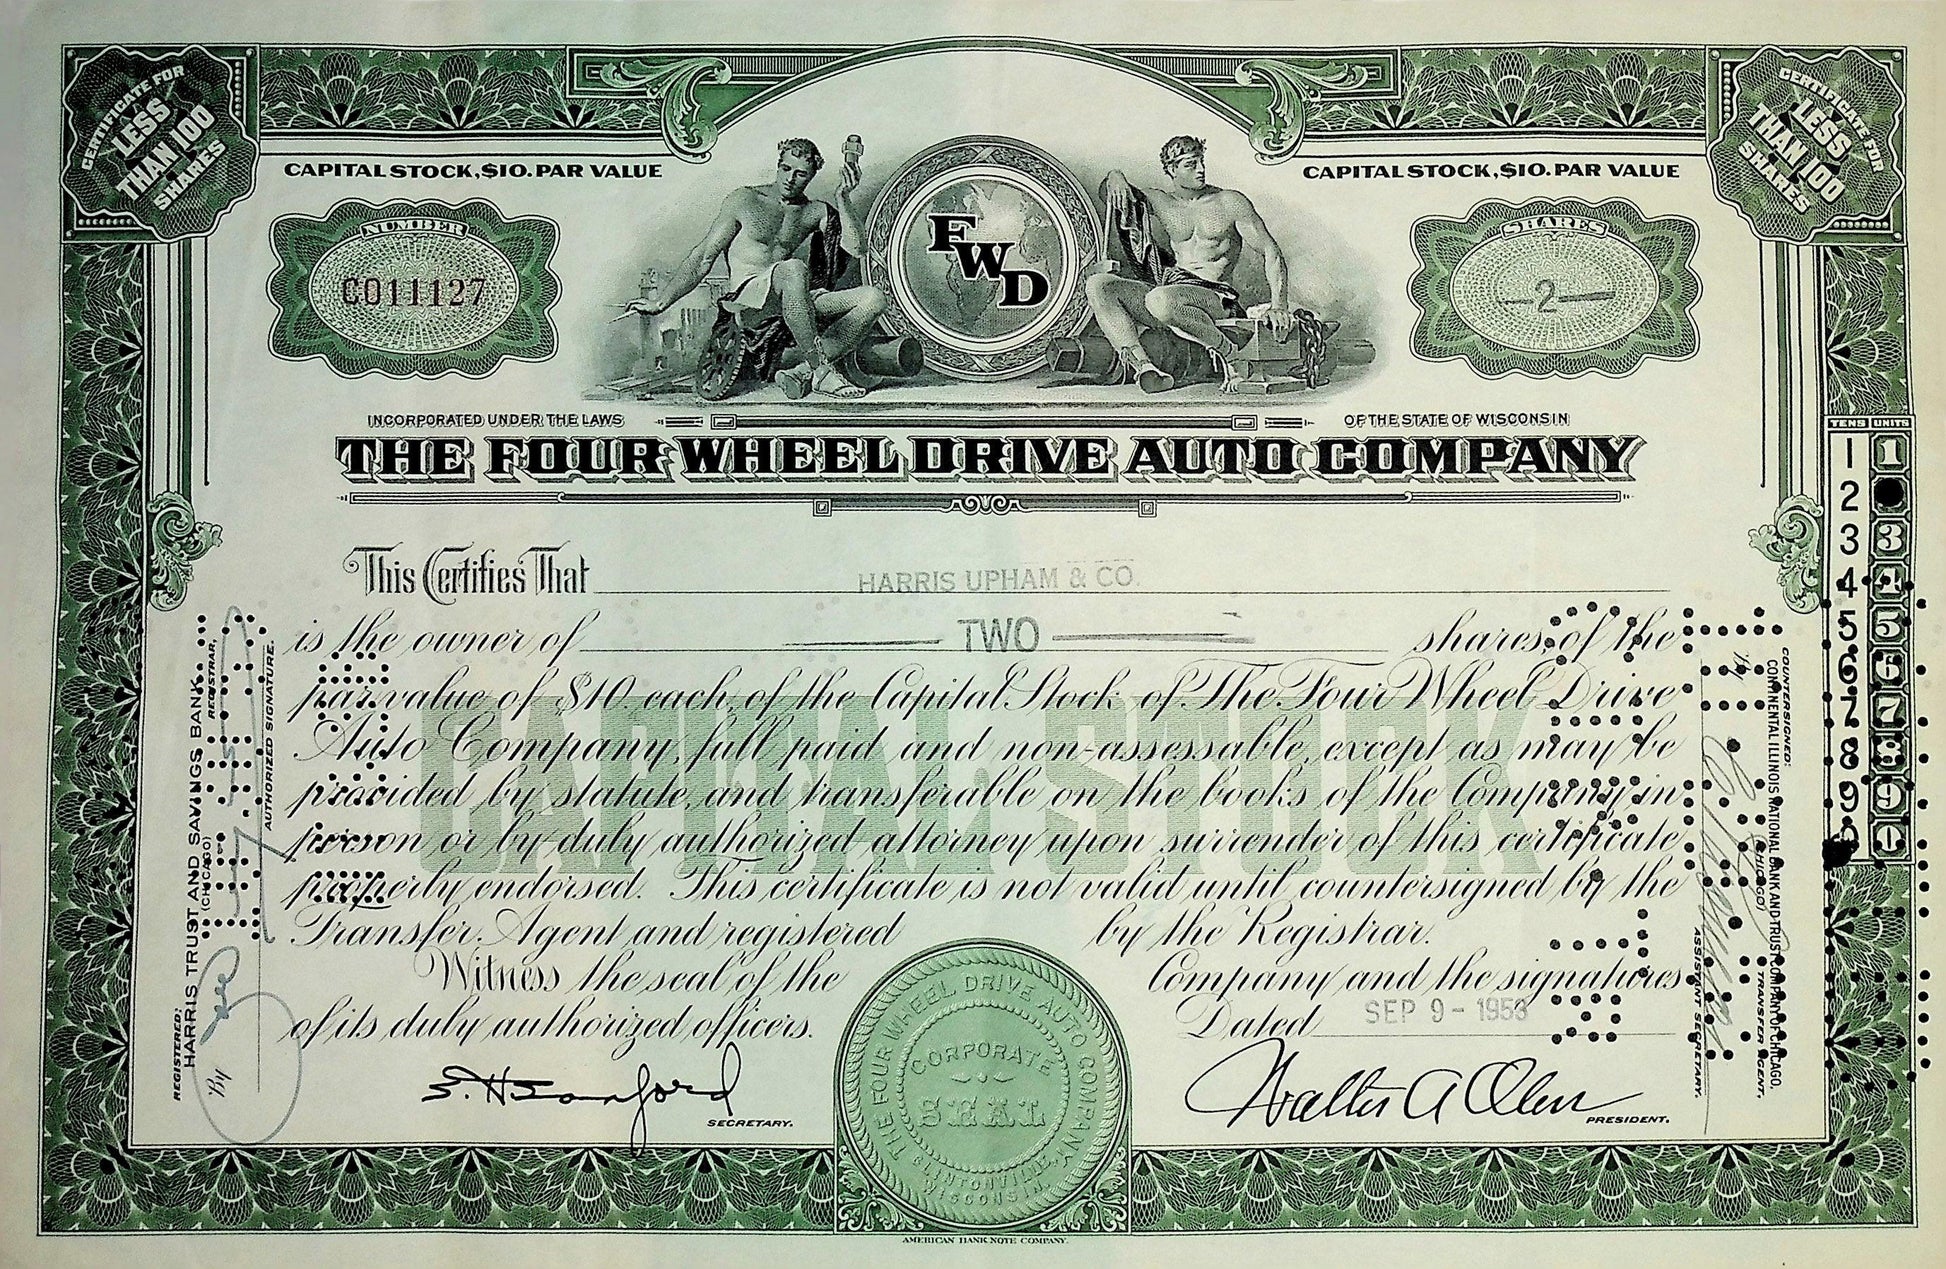 CERTIFICATE FOR
LESS
THAN 100
SHARES
CERTIFICATE FOR
LESS
THAN 100
SHARES
CAPITAL STOCK, $10. PAR VALUE
CAPITAL STOCK, $10. PAR VALUE
NUMBER
CO11127
FWD
SHARES
—2—
INCORPORATED UNDER THE LAWS
OF THE STATE OF WISCONSIN
THE FOUR WHEEL DRIVE AUTO COMPANY
This Certifies That HARRIS UPHAM & CO.
is the owner of TWO shares, of the
par value of $10. each, of the Capital Stock of The Four Wheel Drive
Auto Company, full paid and non-assessable, except as may be
provided by statute, and transferable on the books of the Company in
person or by duly authorized attorney upon surrender of this certificate
properly endorsed. This certificate is not valid until countersigned by the
Transfer Agent and registered by the Registrar.
Witness the seal of the Company and the signatures
of its duly authorized officers. Dated SEP 9 - 1953
CAPITAL STOCK
SECRETARY.
Walter A Olen
PRESIDENT.
THE FOUR WHEEL DRIVE AUTO COMPANY
CORPORATE
SEAL
CLINTONVILLE,
WISCONSIN.
AMERICAN BANK NOTE COMPANY.
REGISTERED:
HARRIS TRUST AND SAVINGS BANK
(CHICAGO)
REGISTRAR,
By
AUTHORIZED SIGNATURE.
COUNTERSIGNED:
CONTINENTAL ILLINOIS NATIONAL BANK AND TRUST COMPANY OF CHICAGO,
(CHICAGO)
TRANSFER AGENT,
By
ASSISTANT SECRETARY.
TENS UNITS
1 1
2
3 3
4 4
5 5
6 6
7 7
8 8
9 9
0